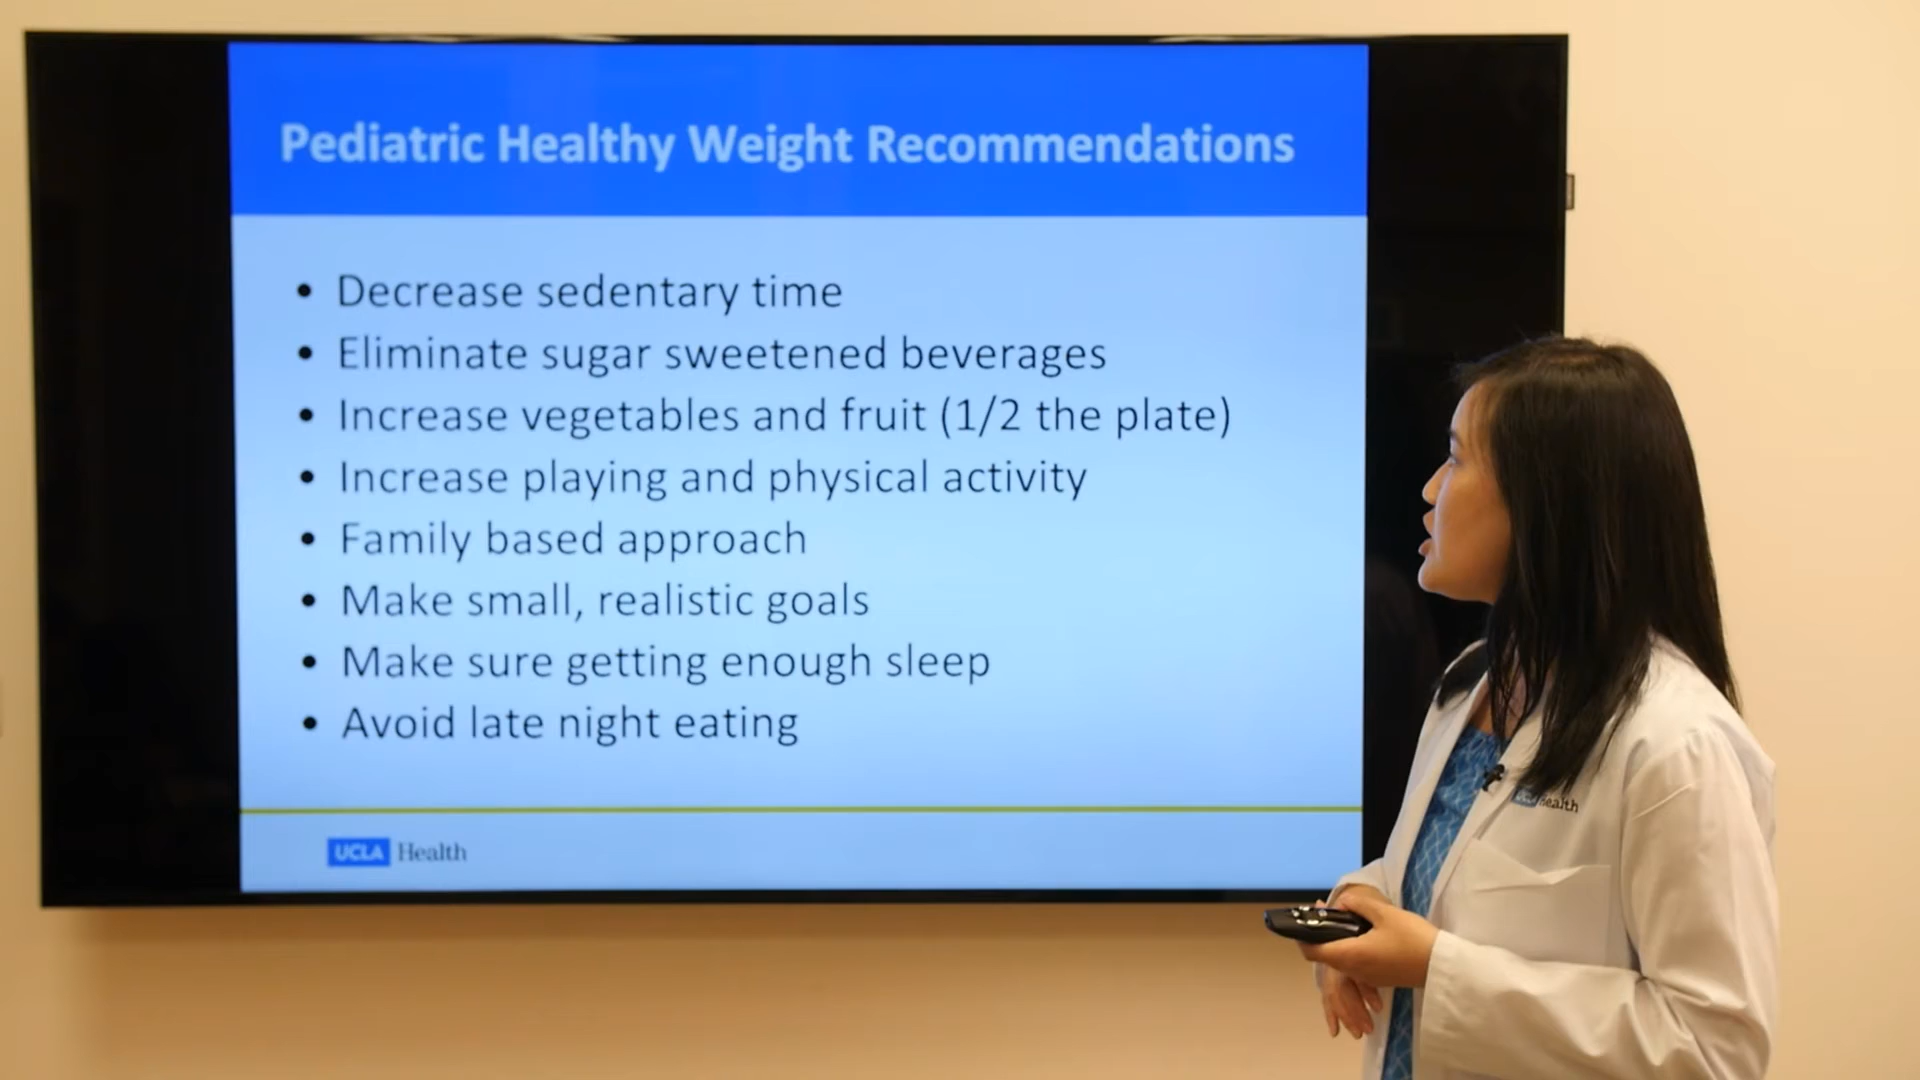 Pediatric Healthy Weight Recommendations
• Decrease sedentary time
• Eliminate sugar sweetened beverages
• Increase vegetables and fruit (1/2 the plate)
• Increase playing and physical activity
• Family based approach
• Make small, realistic goals
• Make sure getting enough sleep
• Avoid late night eating
UCLA Health
UCLA Health